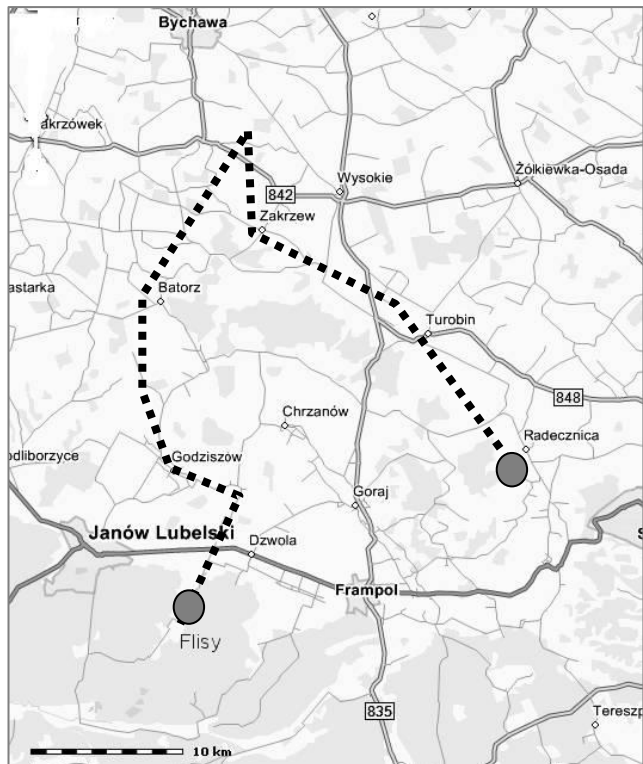 Bychawa
akrzówek
Wysokie
Żółkiewka-Osada
842
Zakrzew
astarka
Batorz
Turobin
848
Chrzanów
Radecznica
odliborzyce
Godziszów
Goraj
Janów Lubelski
Dzwola
S
Frampol
Flisy
835
Tereszp
10 km